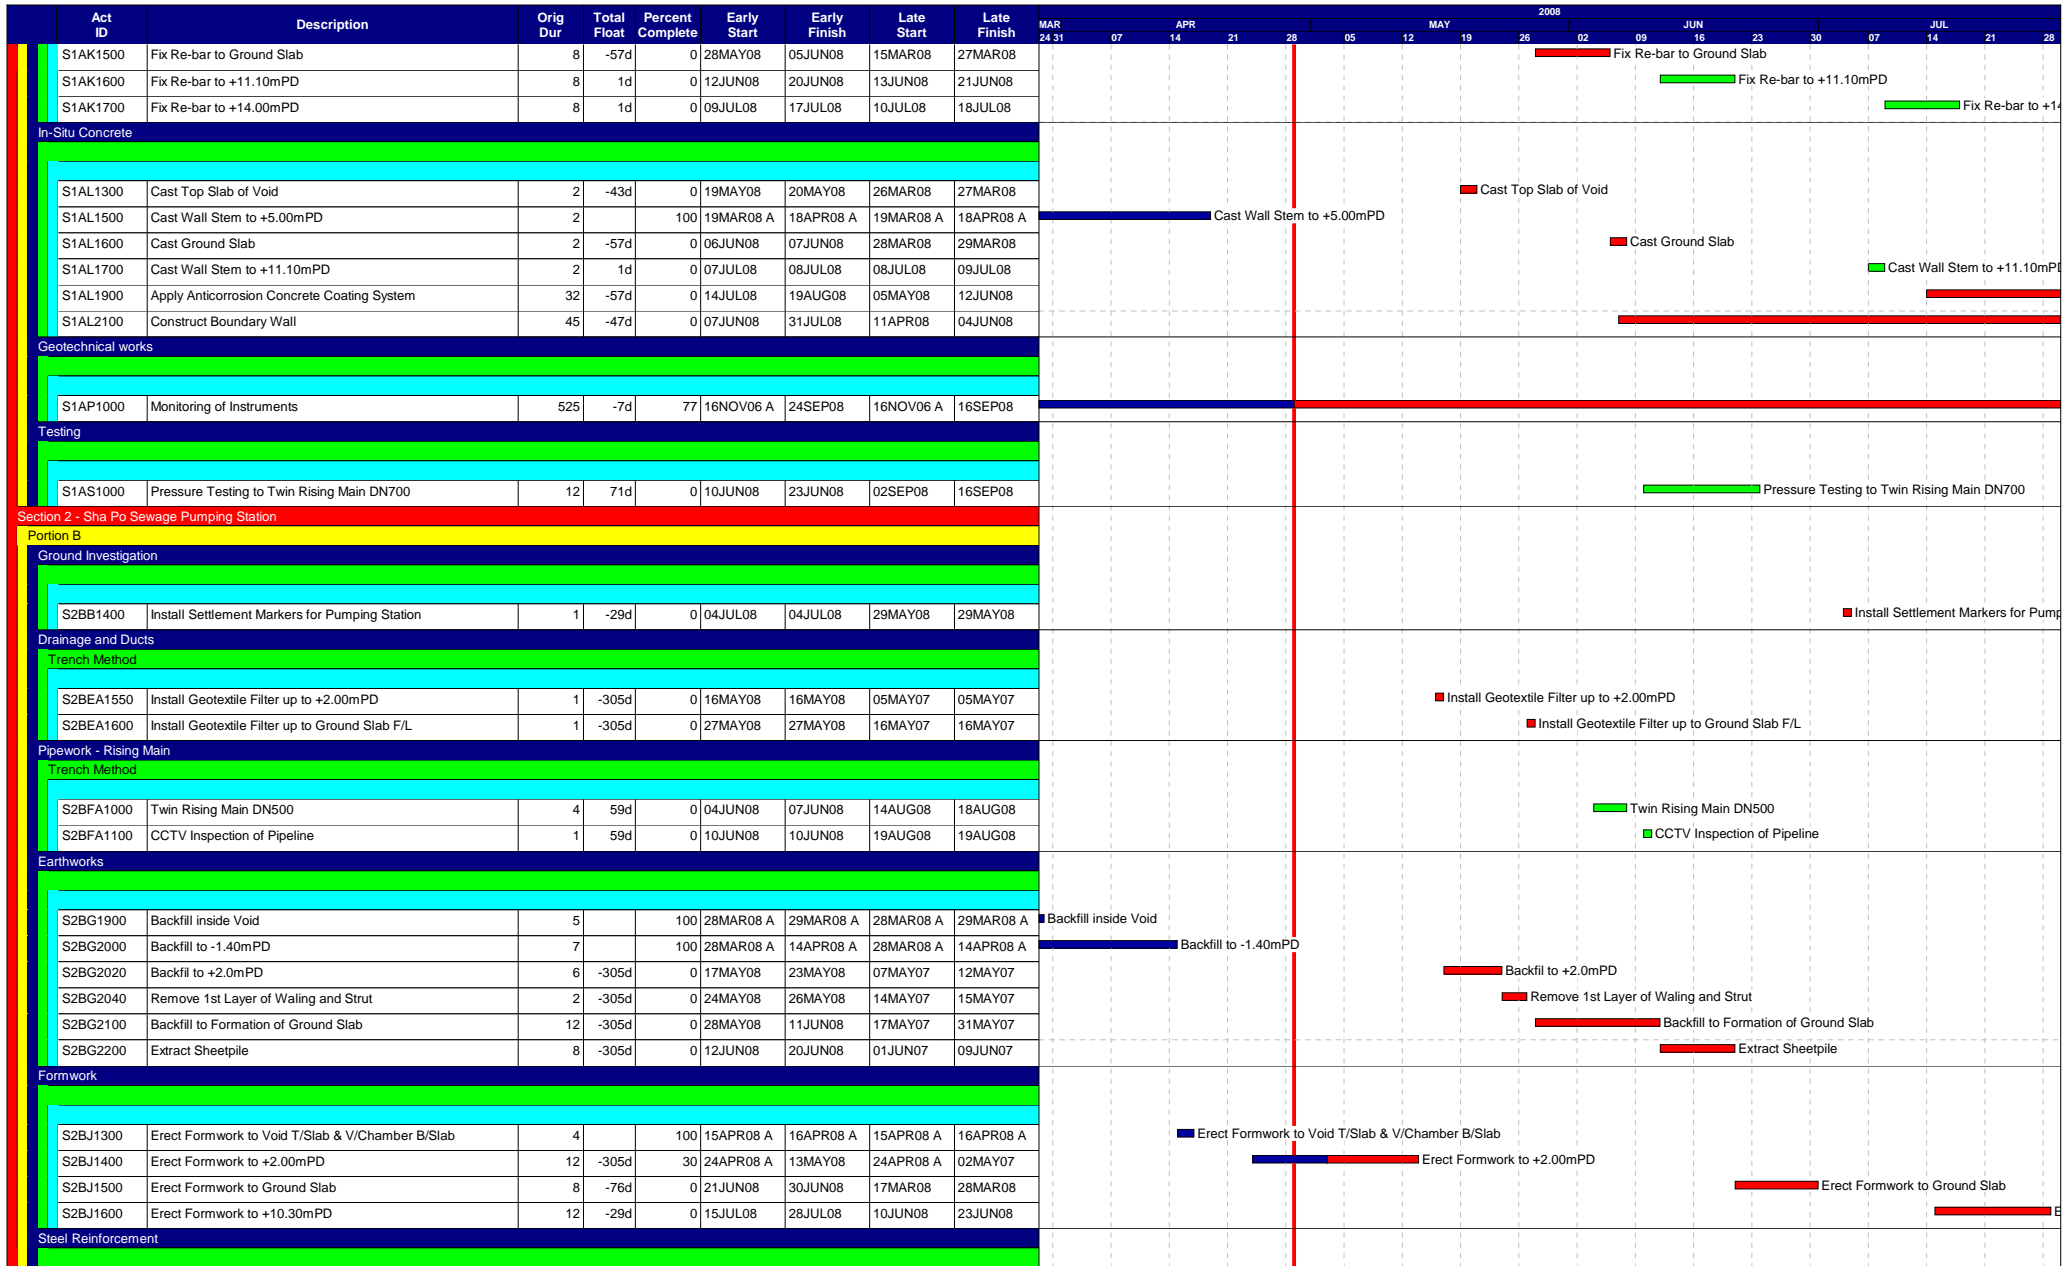 Act ID Description Orig Dur Total Float Percent Complete Early Start Early Finish Late Start Late Finish
2008
MAR APR MAY JUN JUL
24 31 07 14 21 28 05 12 19 26 02 09 16 23 30 07 14 21 28
S1AK1500 Fix Re-bar to Ground Slab 8 -57d 0 28MAY08 05JUN08 15MAR08 27MAR08 Fix Re-bar to Ground Slab
S1AK1600 Fix Re-bar to +11.10mPD 8 1d 0 12JUN08 20JUN08 13JUN08 21JUN08 Fix Re-bar to +11.10mPD
S1AK1700 Fix Re-bar to +14.00mPD 8 1d 0 09JUL08 17JUL08 10JUL08 18JUL08 Fix Re-bar to +14
In-Situ Concrete
S1AL1300 Cast Top Slab of Void 2 -43d 0 19MAY08 20MAY08 26MAR08 27MAR08 Cast Top Slab of Void
S1AL1500 Cast Wall Stem to +5.00mPD 2 100 19MAR08 A 18APR08 A 19MAR08 A 18APR08 A Cast Wall Stem to +5.00mPD
S1AL1600 Cast Ground Slab 2 -57d 0 06JUN08 07JUN08 28MAR08 29MAR08 Cast Ground Slab
S1AL1700 Cast Wall Stem to +11.10mPD 2 1d 0 07JUL08 08JUL08 08JUL08 09JUL08 Cast Wall Stem to +11.10mPD
S1AL1900 Apply Anticorrosion Concrete Coating System 32 -57d 0 14JUL08 19AUG08 05MAY08 12JUN08
S1AL2100 Construct Boundary Wall 45 -47d 0 07JUN08 31JUL08 11APR08 04JUN08
Geotechnical works
S1AP1000 Monitoring of Instruments 525 -7d 77 16NOV06 A 24SEP08 16NOV06 A 16SEP08
Testing
S1AS1000 Pressure Testing to Twin Rising Main DN700 12 71d 0 10JUN08 23JUN08 02SEP08 16SEP08 Pressure Testing to Twin Rising Main DN700
Section 2 - Sha Po Sewage Pumping Station
Portion B
Ground Investigation
S2BB1400 Install Settlement Markers for Pumping Station 1 -29d 0 04JUL08 04JUL08 29MAY08 29MAY08 Install Settlement Markers for Pump
Drainage and Ducts
Trench Method
S2BEA1550 Install Geotextile Filter up to +2.00mPD 1 -305d 0 16MAY08 16MAY08 05MAY07 05MAY07 Install Geotextile Filter up to +2.00mPD
S2BEA1600 Install Geotextile Filter up to Ground Slab F/L 1 -305d 0 27MAY08 27MAY08 16MAY07 16MAY07 Install Geotextile Filter up to Ground Slab F/L
Pipework - Rising Main
Trench Method
S2BFA1000 Twin Rising Main DN500 4 59d 0 04JUN08 07JUN08 14AUG08 18AUG08 Twin Rising Main DN500
S2BFA1100 CCTV Inspection of Pipeline 1 59d 0 10JUN08 10JUN08 19AUG08 19AUG08 CCTV Inspection of Pipeline
Earthworks
S2BG1900 Backfill inside Void 5 100 28MAR08 A 29MAR08 A 28MAR08 A 29MAR08 A Backfill inside Void
S2BG2000 Backfill to -1.40mPD 7 100 28MAR08 A 14APR08 A 28MAR08 A 14APR08 A Backfill to -1.40mPD
S2BG2020 Backfil to +2.0mPD 6 -305d 0 17MAY08 23MAY08 07MAY07 12MAY07 Backfil to +2.0mPD
S2BG2040 Remove 1st Layer of Waling and Strut 2 -305d 0 24MAY08 26MAY08 14MAY07 15MAY07 Remove 1st Layer of Waling and Strut
S2BG2100 Backfill to Formation of Ground Slab 12 -305d 0 28MAY08 11JUN08 17MAY07 31MAY07 Backfill to Formation of Ground Slab
S2BG2200 Extract Sheetpile 8 -305d 0 12JUN08 20JUN08 01JUN07 09JUN07 Extract Sheetpile
Formwork
S2BJ1300 Erect Formwork to Void T/Slab & V/Chamber B/Slab 4 100 15APR08 A 16APR08 A 15APR08 A 16APR08 A Erect Formwork to Void T/Slab & V/Chamber B/Slab
S2BJ1400 Erect Formwork to +2.00mPD 12 -305d 30 24APR08 A 13MAY08 24APR08 A 02MAY07 Erect Formwork to +2.00mPD
S2BJ1500 Erect Formwork to Ground Slab 8 -76d 0 21JUN08 30JUN08 17MAR08 28MAR08 Erect Formwork to Ground Slab
S2BJ1600 Erect Formwork to +10.30mPD 12 -29d 0 15JUL08 28JUL08 10JUN08 23JUN08 E
Steel Reinforcement